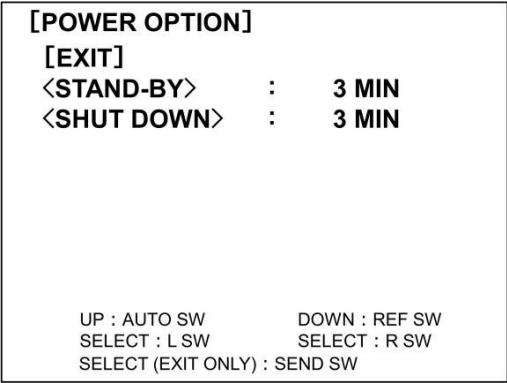 [POWER OPTION]
[EXIT]
<STAND-BY> : 3 MIN
<SHUT DOWN> : 3 MIN
UP : AUTO SW DOWN : REF SW
SELECT : L SW SELECT : R SW
SELECT (EXIT ONLY) : SEND SW